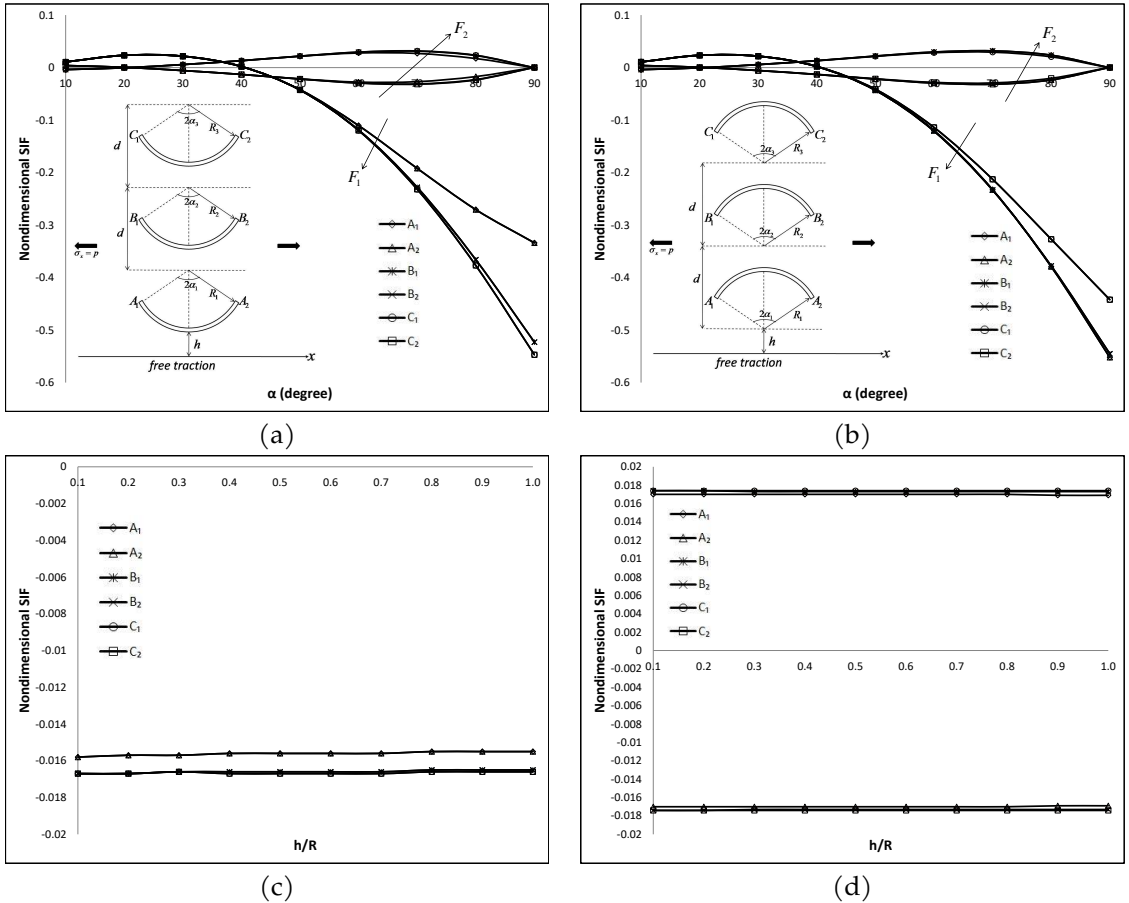 0.1
0
-0.1
-0.2
-0.3
-0.4
-0.5
-0.6
10 20 30 40 50 60 70 80 90
Nondimensional SIF
α (degree)
F₂
F₁
C₁ 2α₃ R₃ C₂
d
B₁ 2α₂ R₂ B₂
d
σₓ = p
A₁ 2α₁ R₁ A₂
h
x
free traction
A₁
A₂
B₁
B₂
C₁
C₂
(a)
0.1
0
-0.1
-0.2
-0.3
-0.4
-0.5
-0.6
10 20 30 40 50 60 70 80 90
Nondimensional SIF
α (degree)
F₂
F₁
C₁ 2α₃ R₃ C₂
d
B₁ 2α₂ R₂ B₂
σₓ = p
d
A₁ 2α₁ R₁ A₂
h
x
free traction
A₁
A₂
B₁
B₂
C₁
C₂
(b)
0
-0.002
-0.004
-0.006
-0.008
-0.01
-0.012
-0.014
-0.016
-0.018
-0.02
0.1 0.2 0.3 0.4 0.5 0.6 0.7 0.8 0.9 1.0
Nondimensional SIF
h/R
A₁
A₂
B₁
B₂
C₁
C₂
(c)
0.02
0.018
0.016
0.014
0.012
0.01
0.008
0.006
0.004
0.002
0
-0.002
-0.004
-0.006
-0.008
-0.01
-0.012
-0.014
-0.016
-0.018
-0.02
0.1 0.2 0.3 0.4 0.5 0.6 0.7 0.8 0.9 1.0
Nondimensional SIF
h/R
A₁
A₂
B₁
B₂
C₁
C₂
(d)